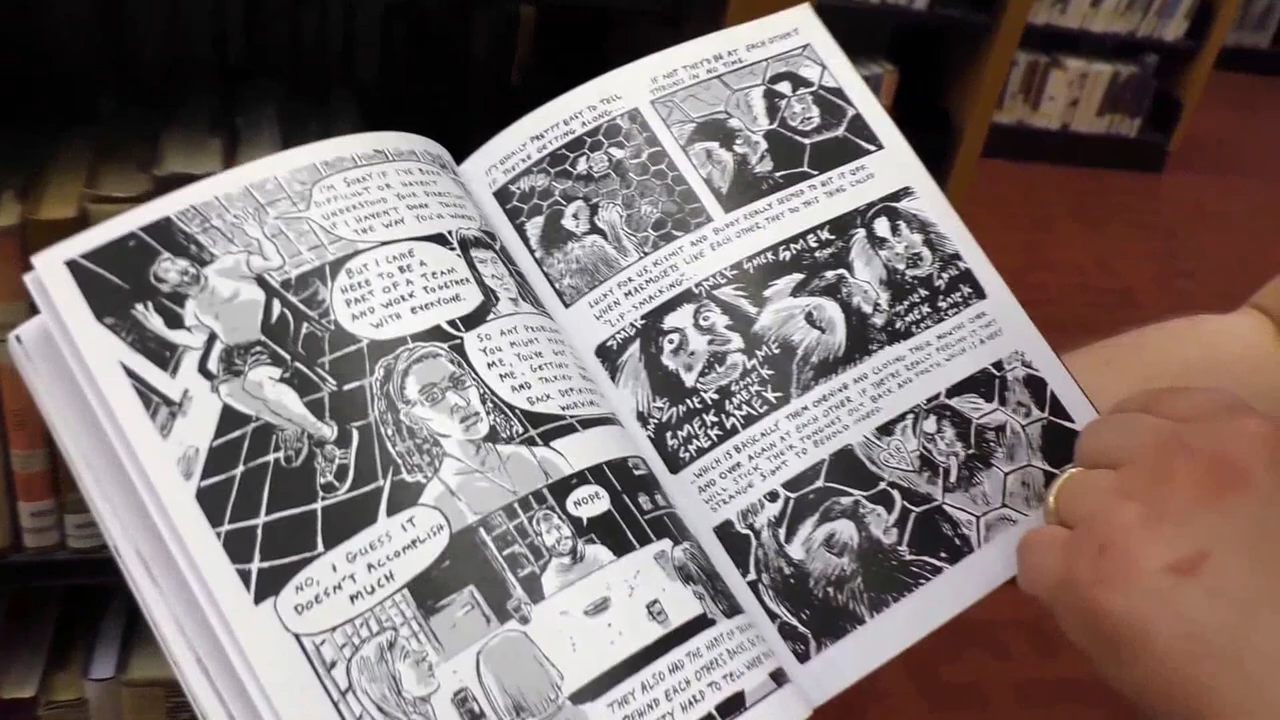 I'M SORRY IF I'VE BEEN
DIFFICULT OR HAVEN'T
UNDERSTOOD YOUR DIRECTION
IF I HAVEN'T DONE THINGS
THE WAY YOU'VE WANTED
BUT I CAME
HERE TO BE A
PART OF A TEAM
AND WORK TOGETHER
WITH EVERYONE.
SO ANY PROBLEM
YOU MIGHT HAVE
ME, YOU'VE GOT
ME. GETTING
AND TALKING
BACK
WORKING
NO, I GUESS IT
DOESN'T ACCOMPLISH
MUCH
NOPE.
THEY ALSO HAD THE HABIT OF
BEHIND EACH OTHER'S BACKS, SO
HARD TO TELL WHERE
IT'S USUALLY PRETTY EASY TO TELL
IF THEY'RE GETTING ALONG...
IF NOT THEY'D BE AT EACH OTHER'S
THROATS IN NO TIME.
LUCKY FOR US, KISMIT AND BUDDY REALLY SEEMED TO HIT IT OFF.
WHEN MARMOSETS LIKE EACH OTHER, THEY DO THIS THING CALLED
"LIP-SMACKING"...
SMEK SMEK SMEK
SMEK
SMEK
SMEK
SMEK
SMEK
SMEK
SMEK
SMEK
SMEK
SMEK
...WHICH IS BASICALLY THEM OPENING AND CLOSING THEIR MOUTHS OVER
AND OVER AGAIN AT EACH OTHER. IF THEY'RE REALLY FEELING IT, THEY
WILL STICK THEIR TONGUES OUT BACK AND FORTH, WHICH IS A VERY
STRANGE SIGHT TO BEHOLD INDEED.